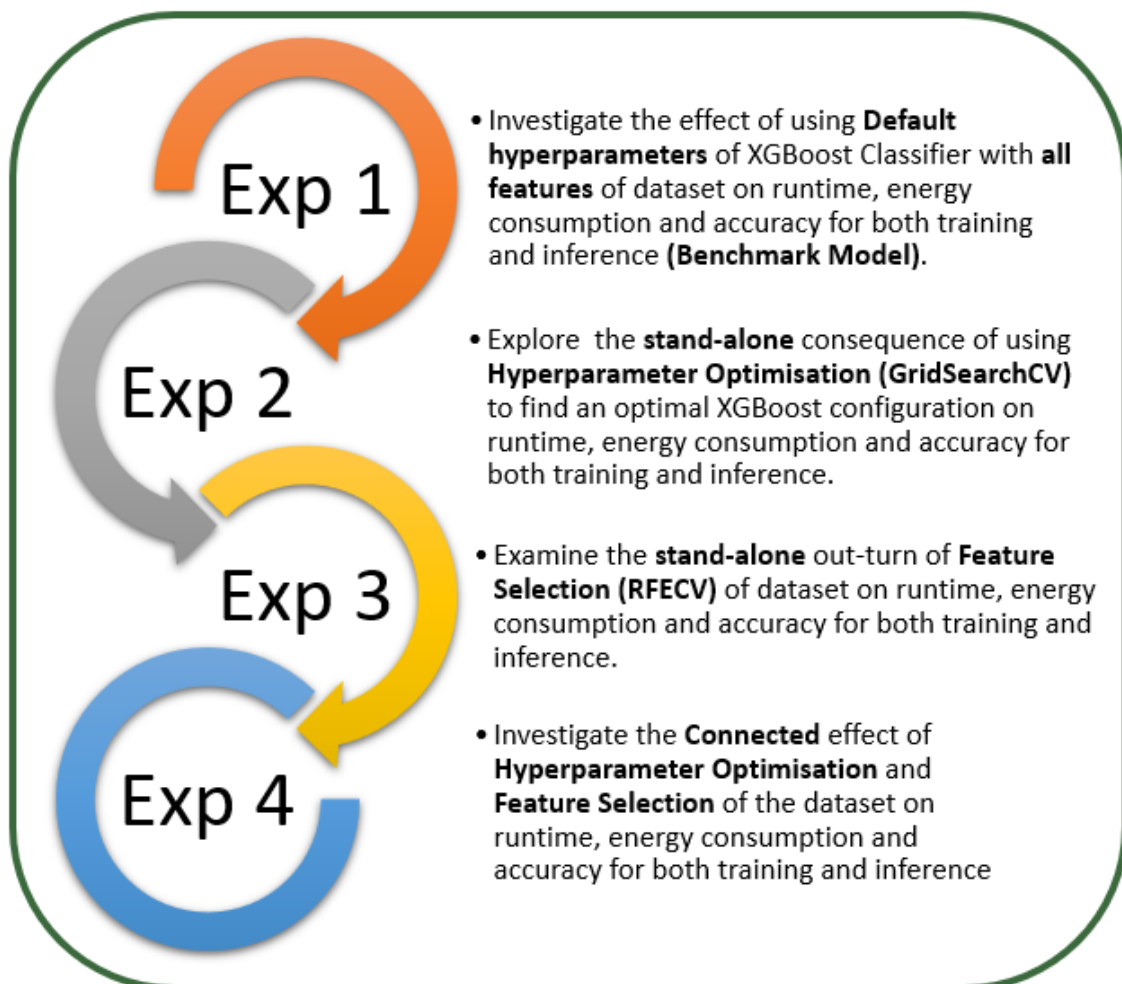 Exp 1
• Investigate the effect of using Default
hyperparameters of XGBoost Classifier with all
features of dataset on runtime, energy
consumption and accuracy for both training
and inference (Benchmark Model).
Exp 2
• Explore the stand-alone consequence of using
Hyperparameter Optimisation (GridSearchCV)
to find an optimal XGBoost configuration on
runtime, energy consumption and accuracy for
both training and inference.
Exp 3
• Examine the stand-alone out-turn of Feature
Selection (RFECV) of dataset on runtime, energy
consumption and accuracy for both training and
inference.
Exp 4
• Investigate the Connected effect of
Hyperparameter Optimisation and
Feature Selection of the dataset on
runtime, energy consumption and
accuracy for both training and inference